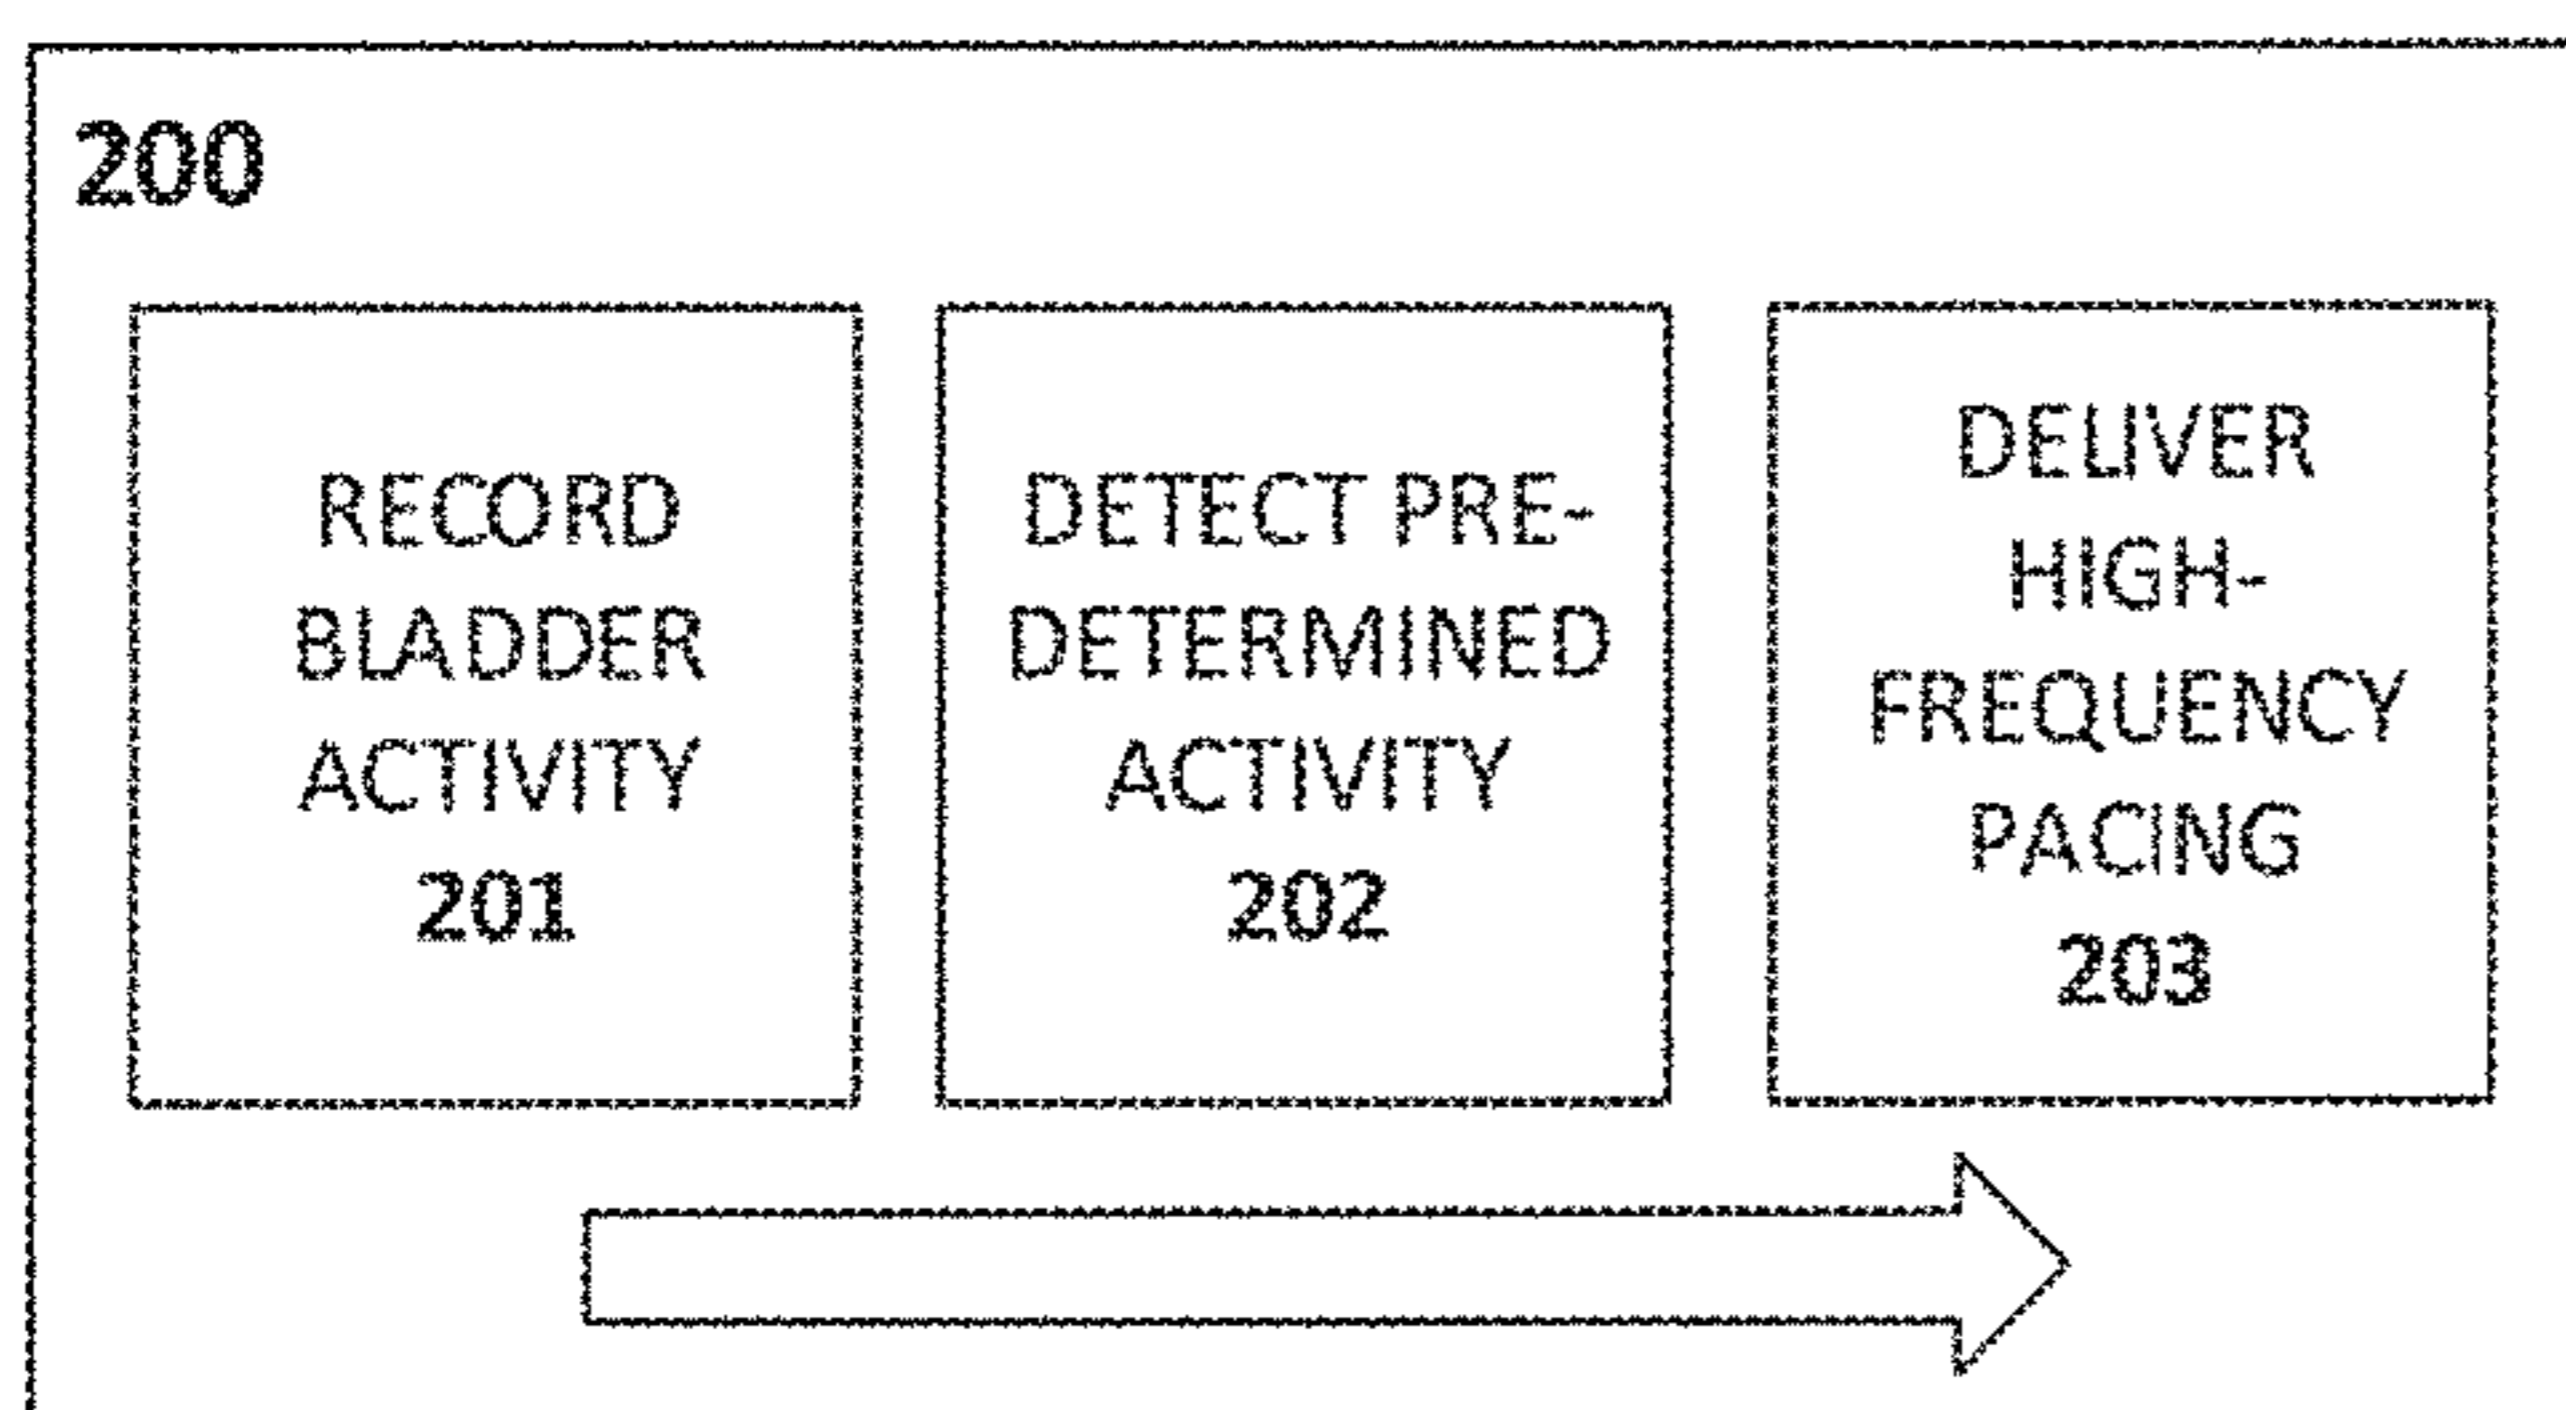 200
RECORD
BLADDER
ACTIVITY
201
DETECT PRE-
DETERMINED
ACTIVITY
202
DELIVER
HIGH-
FREQUENCY
PACING
203